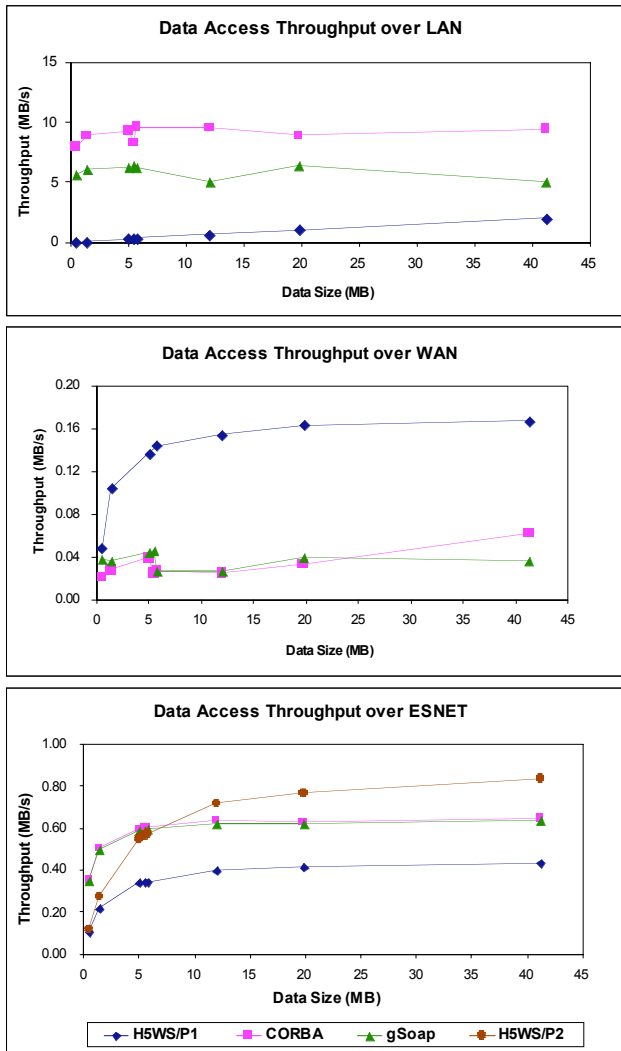 Data Access Throughput over LAN
Throughput (MB/s)
15
10
5
0
0 5 10 15 20 25 30 35 40 45
Data Size (MB)
Data Access Throughput over WAN
Throughput (MB/s)
0.20
0.16
0.12
0.08
0.04
0.00
0 5 10 15 20 25 30 35 40 45
Data Size (MB)
Data Access Throughput over ESNET
Throughput (MB/s)
1.00
0.80
0.60
0.40
0.20
0.00
0 5 10 15 20 25 30 35 40 45
Data Size (MB)
H5WS/P1 CORBA gSoap H5WS/P2